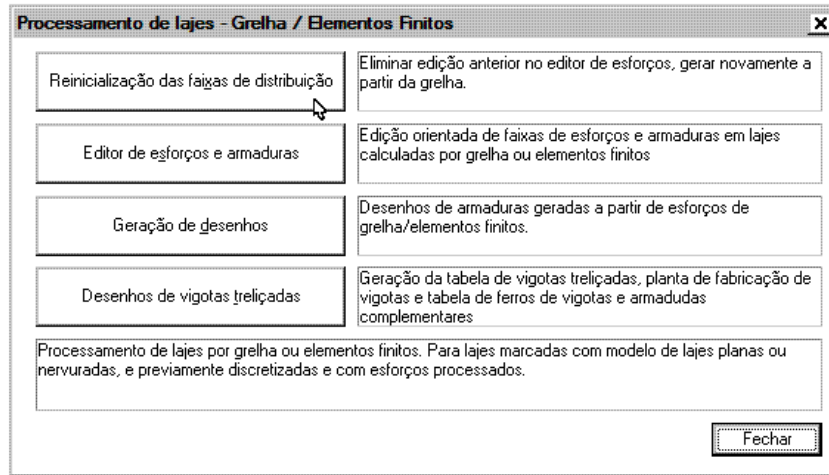 Processamento de lajes - Grelha / Elementos Finitos
Reinicialização das faixas de distribuição
Eliminar edição anterior no editor de esforços, gerar novamente a
partir da grelha.
Editor de esforços e armaduras
Edição orientada de faixas de esforços e armaduras em lajes
calculadas por grelha ou elementos finitos
Geração de desenhos
Desenhos de armaduras geradas a partir de esforços de
grelha/elementos finitos.
Desenhos de vigotas treliçadas
Geração da tabela de vigotas treliçadas, planta de fabricação de
vigotas e tabela de ferros de vigotas e armadudas
complementares
Processamento de lajes por grelha ou elementos finitos. Para lajes marcadas com modelo de lajes planas ou
nervuradas, e previamente discretizadas e com esforços processados.
Fechar